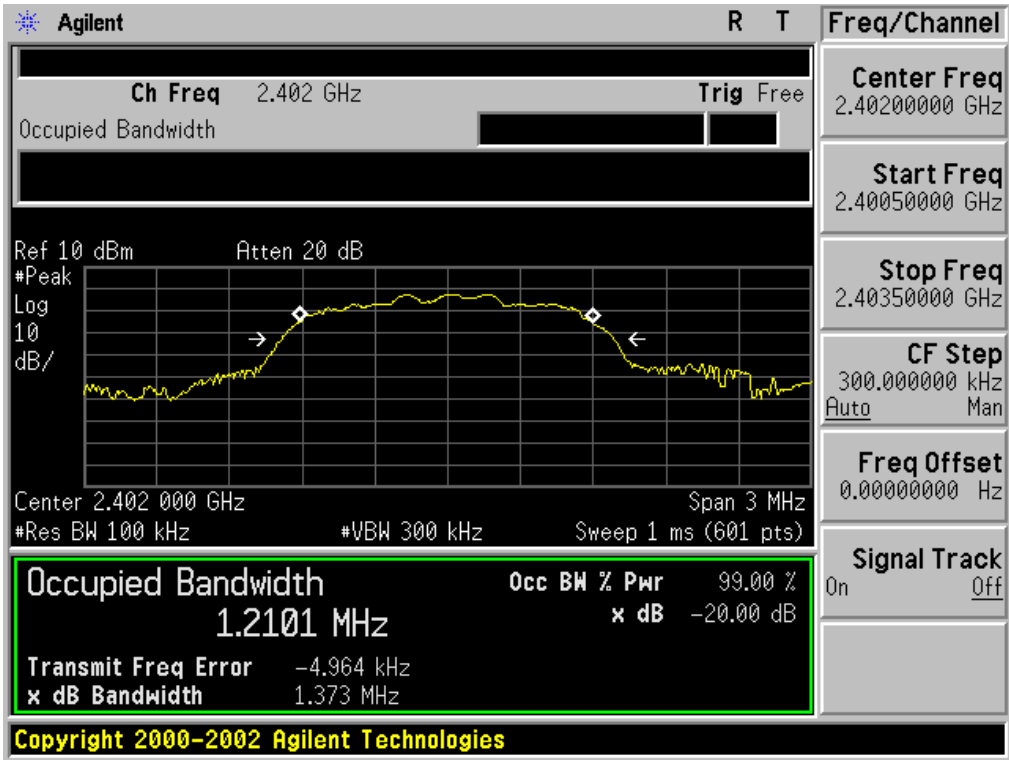 Agilent R T
Freq/Channel
Ch Freq 2.402 GHz Trig Free
Occupied Bandwidth
Center Freq
2.40200000 GHz
Start Freq
2.40050000 GHz
Stop Freq
2.40350000 GHz
CF Step
300.000000 kHz
Auto Man
Freq Offset
0.00000000 Hz
Signal Track
On Off
Ref 10 dBm Atten 20 dB
#Peak
Log
10
dB/
Center 2.402 000 GHz Span 3 MHz
#Res BW 100 kHz #VBW 300 kHz Sweep 1 ms (601 pts)
Occupied Bandwidth
1.2101 MHz
Occ BW % Pwr 99.00 %
x dB -20.00 dB
Transmit Freq Error -4.964 kHz
x dB Bandwidth 1.373 MHz
Copyright 2000-2002 Agilent Technologies